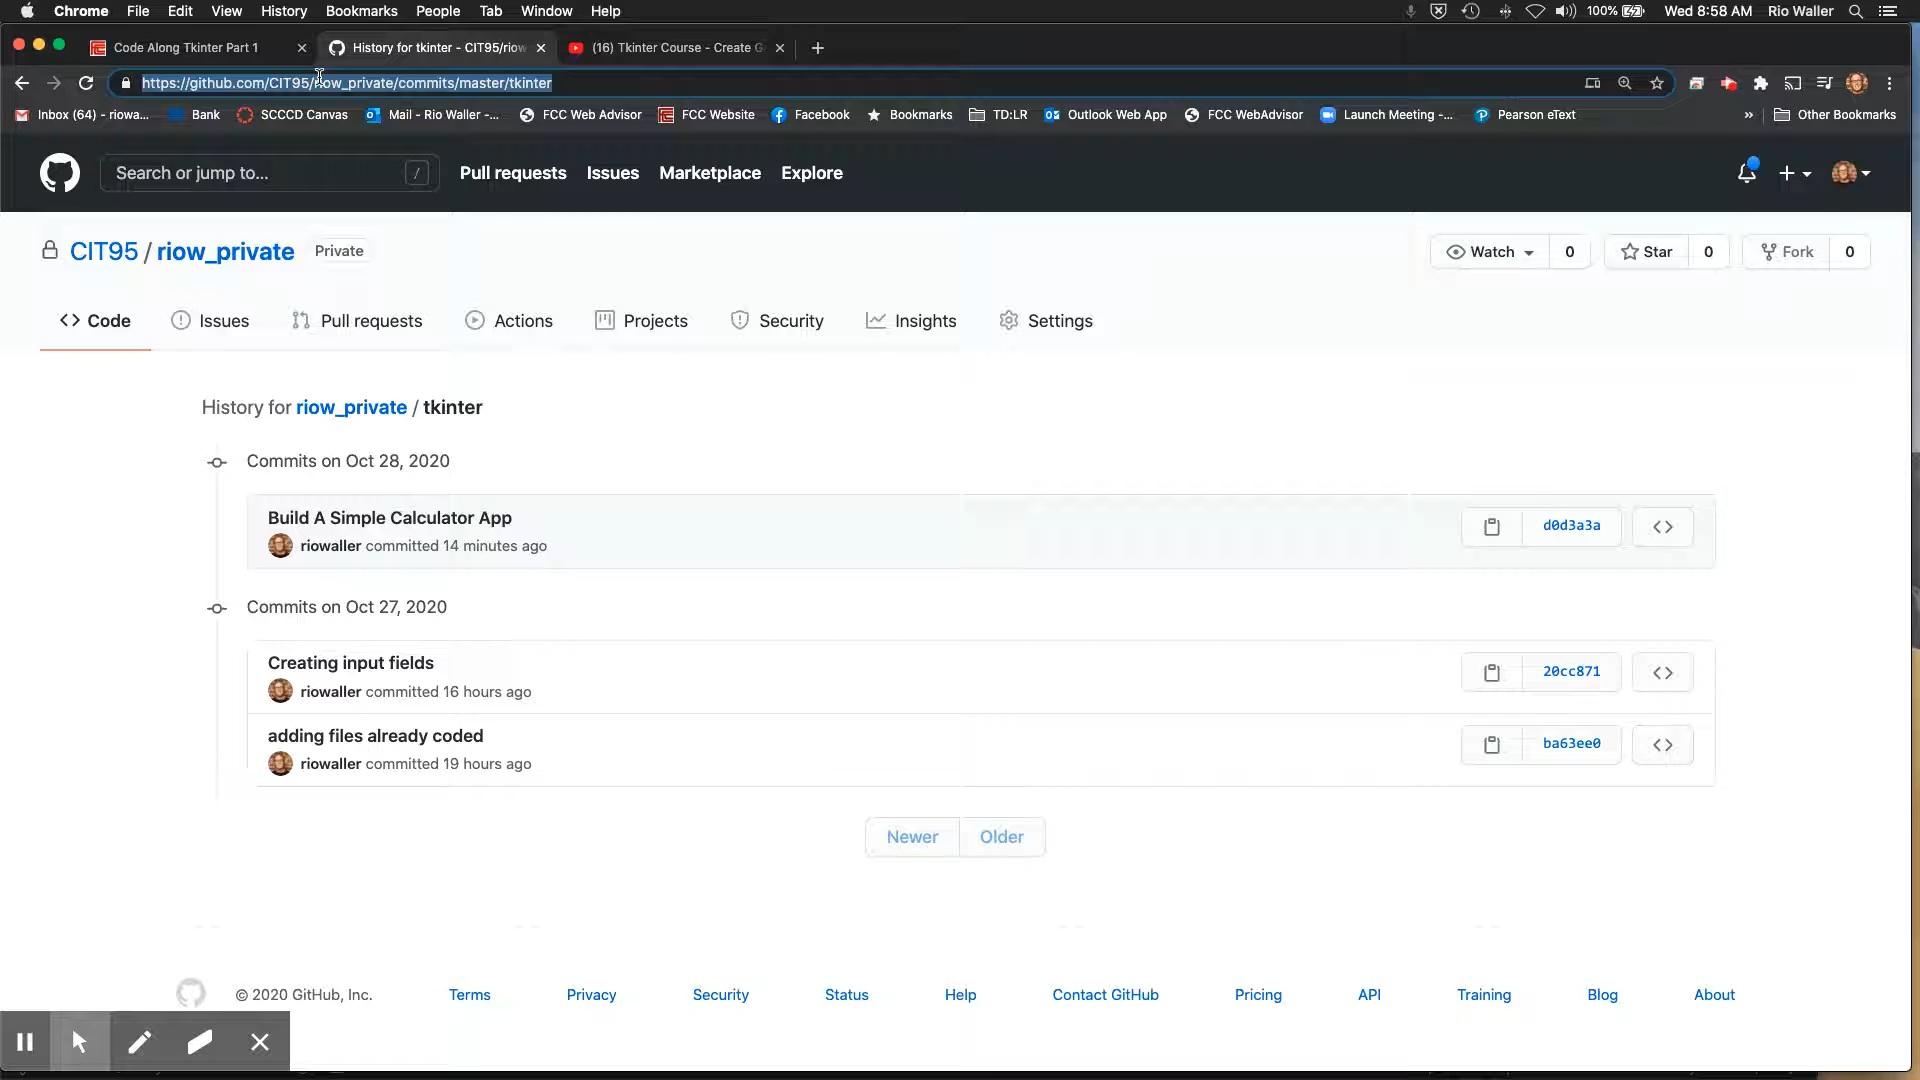 Chrome File Edit View History Bookmarks People Tab Window Help 100% Wed 8:58 AM Rio Waller
Code Along Tkinter Part 1 History for tkinter - CIT95/riow (16) Tkinter Course - Create G
https://github.com/CIT95/riow_private/commits/master/tkinter
Inbox (64) - riowa... Bank SCCCD Canvas Mail - Rio Waller -... FCC Web Advisor FCC Website Facebook Bookmarks TD:LR Outlook Web App FCC WebAdvisor Launch Meeting -... Pearson eText » Other Bookmarks
Search or jump to... / Pull requests Issues Marketplace Explore
CIT95 / riow_private Private Watch 0 Star 0 Fork 0
Code Issues Pull requests Actions Projects Security Insights Settings
History for riow_private / tkinter
Commits on Oct 28, 2020
Build A Simple Calculator App
riowaller committed 14 minutes ago
d0d3a3a
Commits on Oct 27, 2020
Creating input fields
riowaller committed 16 hours ago
20cc871
adding files already coded
riowaller committed 19 hours ago
ba63ee0
Newer Older
© 2020 GitHub, Inc. Terms Privacy Security Status Help Contact GitHub Pricing API Training Blog About